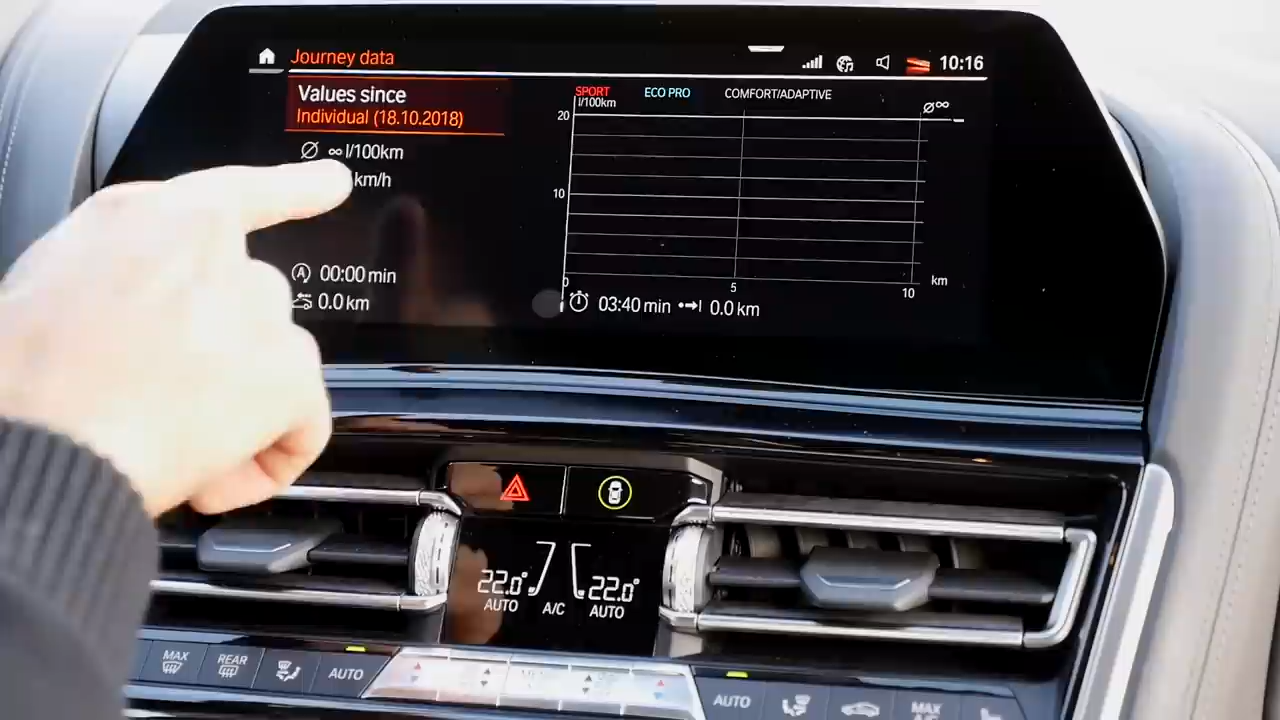 Journey data
10:16
Values since
Individual (18.10.2018)
∞ l/100km
km/h
00:00 min
0.0 km
SPORT
ECO PRO
COMFORT/ADAPTIVE
l/100km
ø∞
20
10
0
5
10
km
03:40 min
0.0 km
22.0°
22.0°
AUTO
A/C
AUTO
MAX
REAR
AUTO
AUTO
MAX
A/C